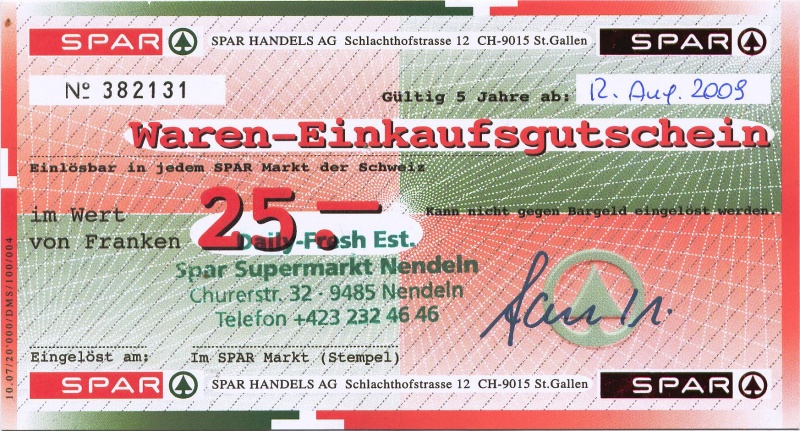 SPAR SPAR HANDELS AG Schlachthofstrasse 12 CH-9015 St.Gallen SPAR
Nº 382131
Gültig 5 Jahre ab: 12. Aug. 2009
Waren-Einkaufsgutschein
Einlösbar in jedem SPAR Markt der Schweiz
im Wert von Franken 25.—
Kann nicht gegen Bargeld eingelöst werden.
Daily-Fresh Est.
Spar Supermarkt Nendeln
Churerstr. 32 · 9485 Nendeln
Telefon +423 232 46 46
Eingelöst am: Im SPAR Markt (Stempel)
SPAR SPAR HANDELS AG Schlachthofstrasse 12 CH-9015 St.Gallen SPAR
10.07/20'000/DMS/100/004